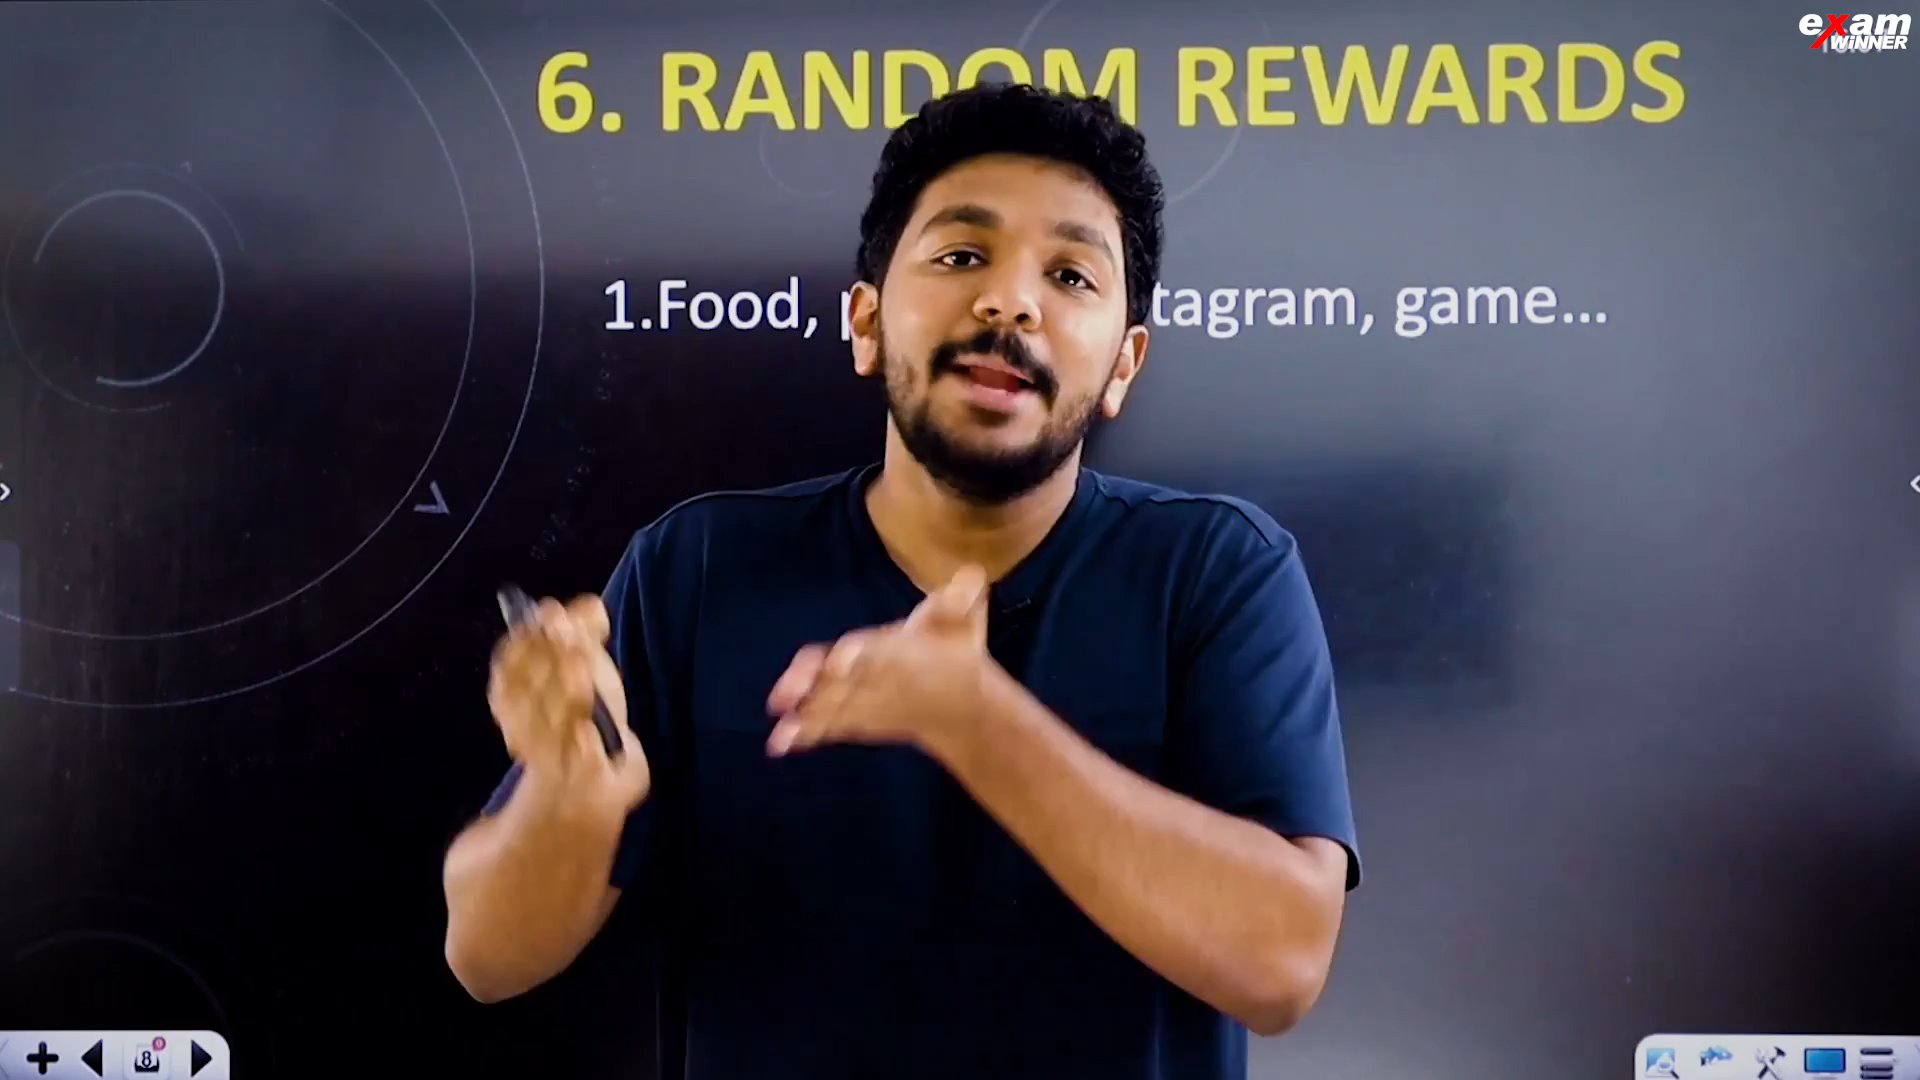 exam
WiNNER
6. RANDOM REWARDS
1.Food, tagram, game...
8